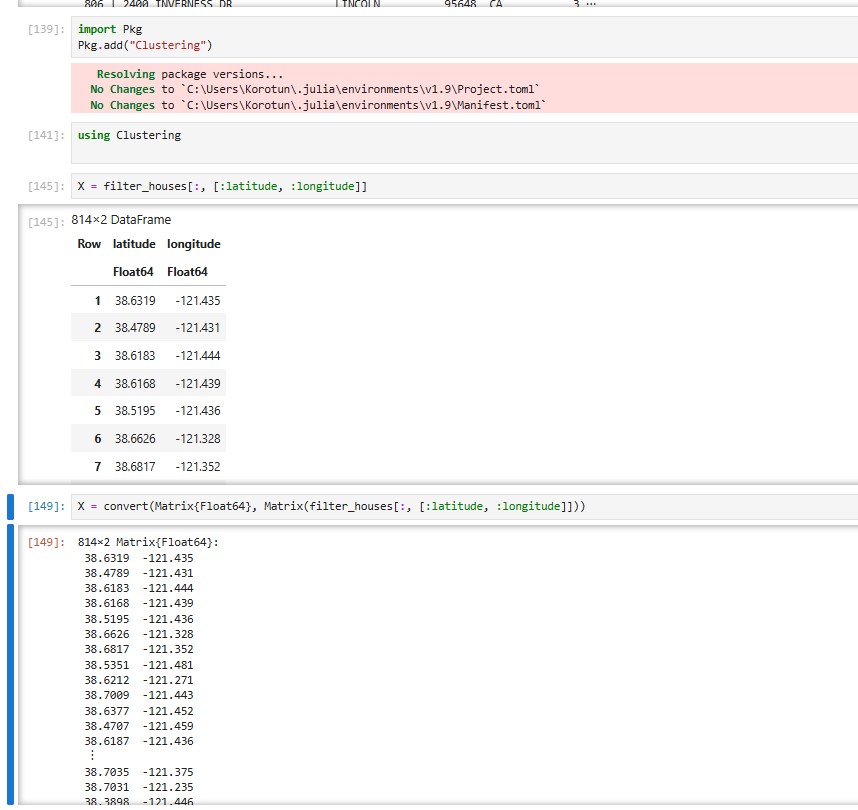 806 | 2400 INVERNESS DR LINCOLN 95648 CA 3 ⋯
[139]: import Pkg
Pkg.add("Clustering")
Resolving package versions...
No Changes to `C:\Users\Korotun\.julia\environments\v1.9\Project.toml`
No Changes to `C:\Users\Korotun\.julia\environments\v1.9\Manifest.toml`
[141]: using Clustering
[145]: X = filter_houses[:, [:latitude, :longitude]]
[145]: 814×2 DataFrame
Row latitude longitude
Float64 Float64
1 38.6319 -121.435
2 38.4789 -121.431
3 38.6183 -121.444
4 38.6168 -121.439
5 38.5195 -121.436
6 38.6626 -121.328
7 38.6817 -121.352
[149]: X = convert(Matrix{Float64}, Matrix(filter_houses[:, [:latitude, :longitude]]))
[149]: 814×2 Matrix{Float64}:
38.6319 -121.435
38.4789 -121.431
38.6183 -121.444
38.6168 -121.439
38.5195 -121.436
38.6626 -121.328
38.6817 -121.352
38.5351 -121.481
38.6212 -121.271
38.7009 -121.443
38.6377 -121.452
38.4707 -121.459
38.6187 -121.436
⋮
38.7035 -121.375
38.7031 -121.235
38.3898 -121.446